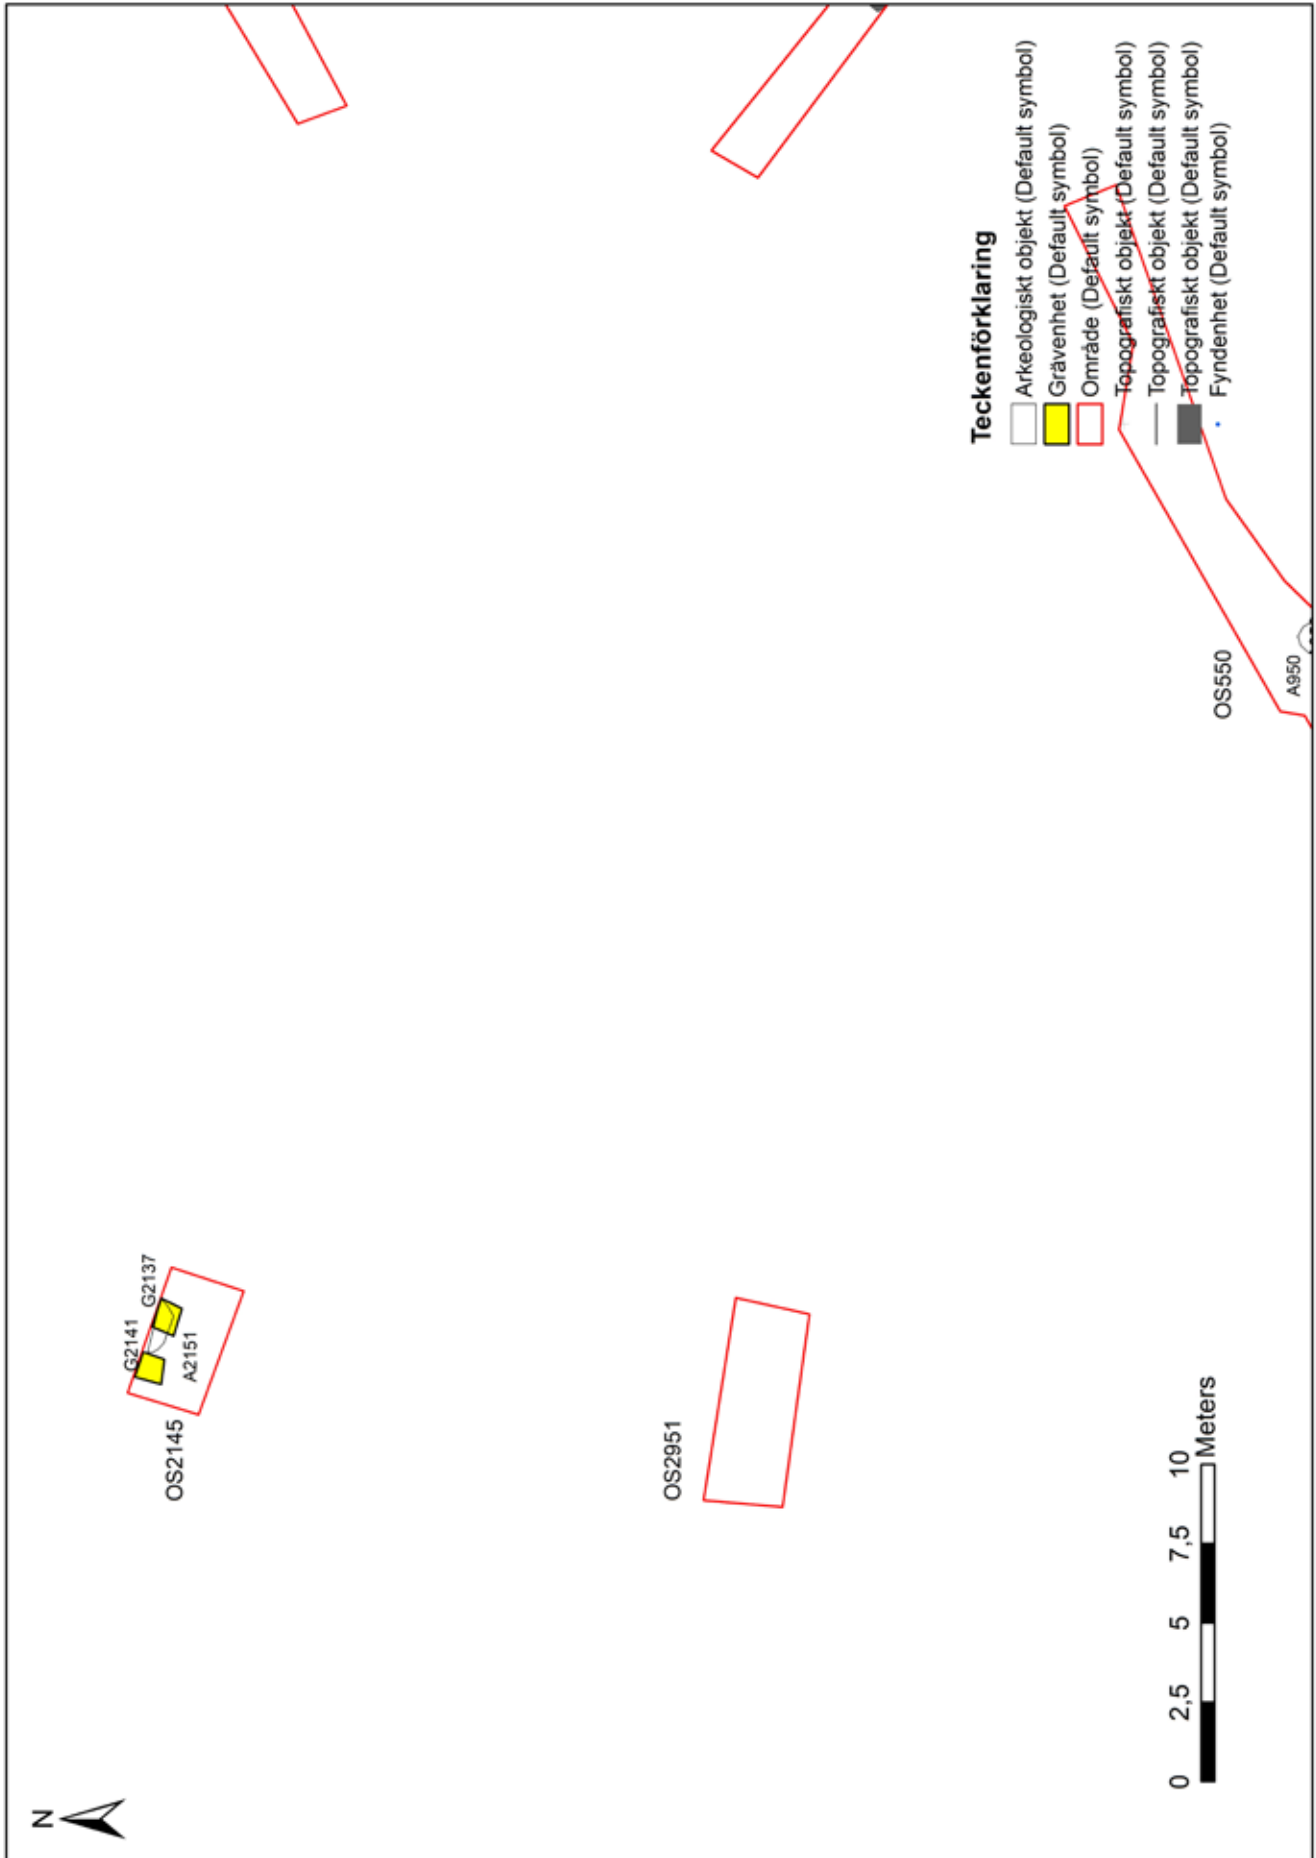 N
G2141
G2137
A2151
OS2145
OS2951
OS550
A950
Teckenförklaring
Arkeologiskt objekt (Default symbol)
Grävenhet (Default symbol)
Område (Default symbol)
Topografiskt objekt (Default symbol)
Topografiskt objekt (Default symbol)
Topografiskt objekt (Default symbol)
Fyndenhet (Default symbol)
0 2,5 5 7,5 10
Meters